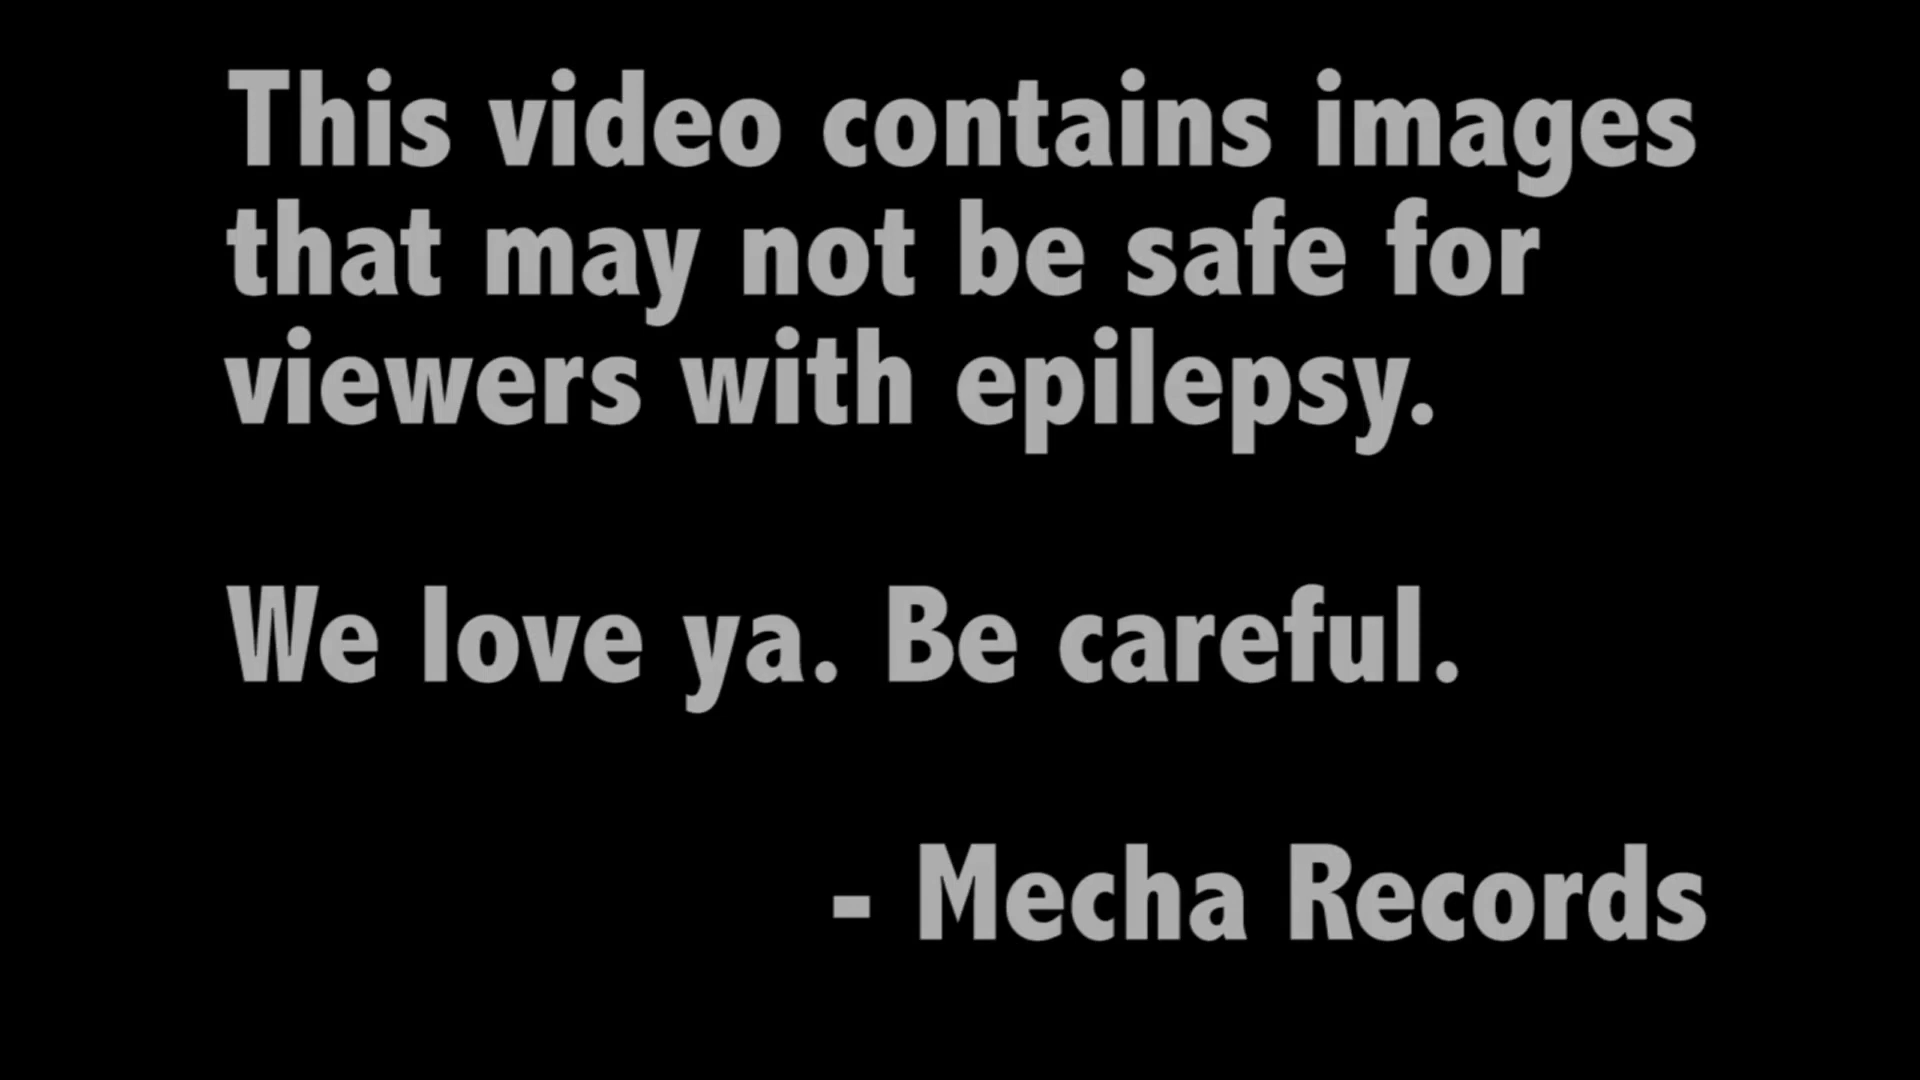 This video contains images
that may not be safe for
viewers with epilepsy.
We love ya. Be careful.
- Mecha Records